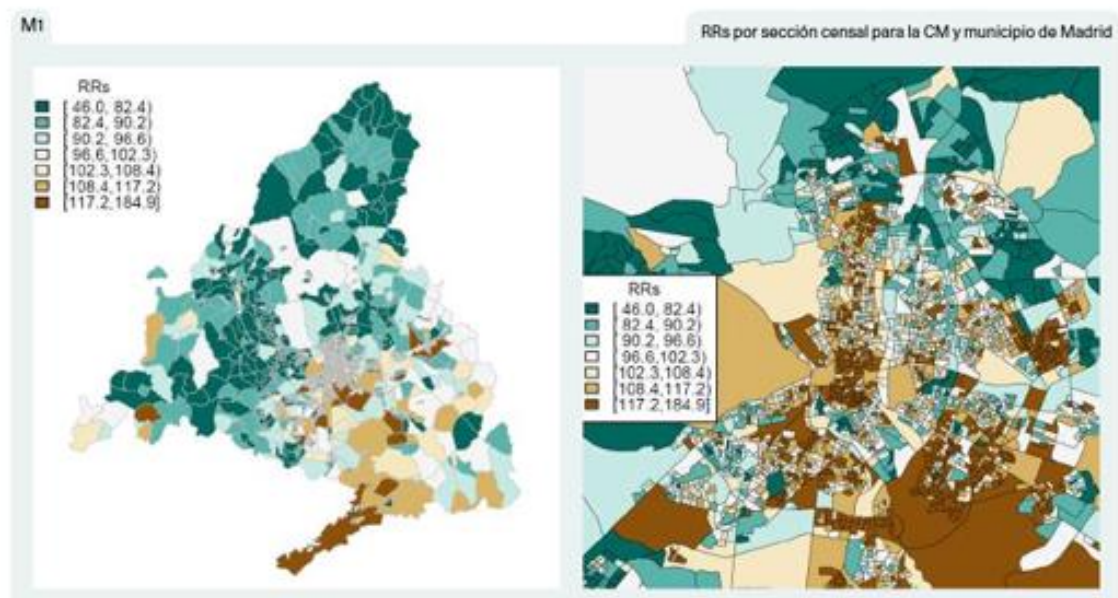 M1
RRs por sección censal para la CM y municipio de Madrid
RRs
[ 46.0, 82.4)
[ 82.4, 90.2)
[ 90.2, 96.6)
[ 96.6,102.3)
[102.3,108.4)
[108.4,117.2)
[117.2,184.9]
RRs
[ 46.0, 82.4)
[ 82.4, 90.2)
[ 90.2, 96.6)
[ 96.6,102.3)
[102.3,108.4)
[108.4,117.2)
[117.2,184.9]